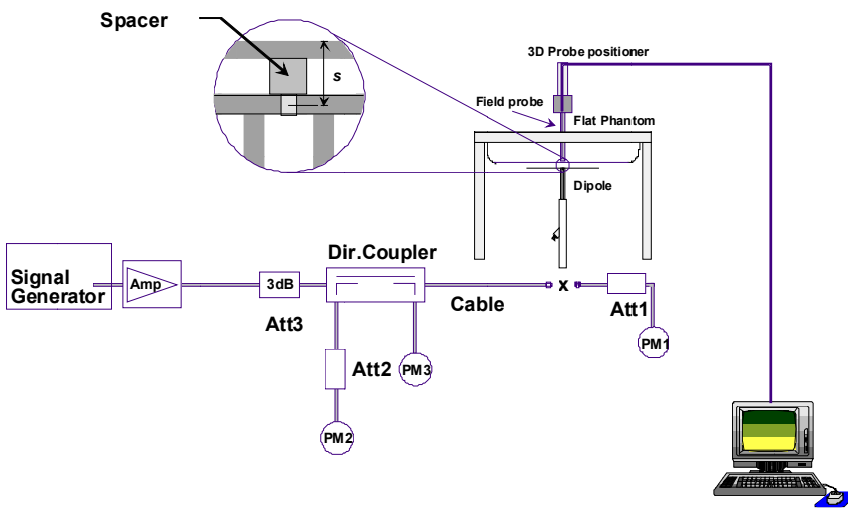 Spacer
s
3D Probe positioner
Field probe
Flat Phantom
Dipole
Dir.Coupler
Signal
Generator
Amp
3dB
Cable
x
Att3
Att1
PM1
Att2
PM3
PM2